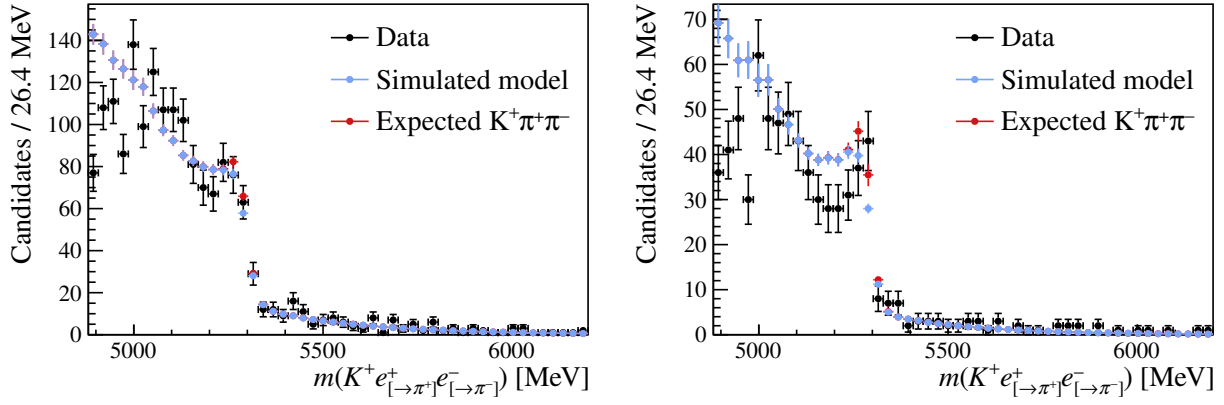 Candidates / 26.4 MeV
140
120
100
80
60
40
20
0
5000
5500
6000
Data
Simulated model
Expected K⁺π⁺π⁻
m(K⁺e⁺[→π⁺]e⁻[→π⁻]) [MeV]
Candidates / 26.4 MeV
70
60
50
40
30
20
10
0
5000
5500
6000
Data
Simulated model
Expected K⁺π⁺π⁻
m(K⁺e⁺[→π⁺]e⁻[→π⁻]) [MeV]